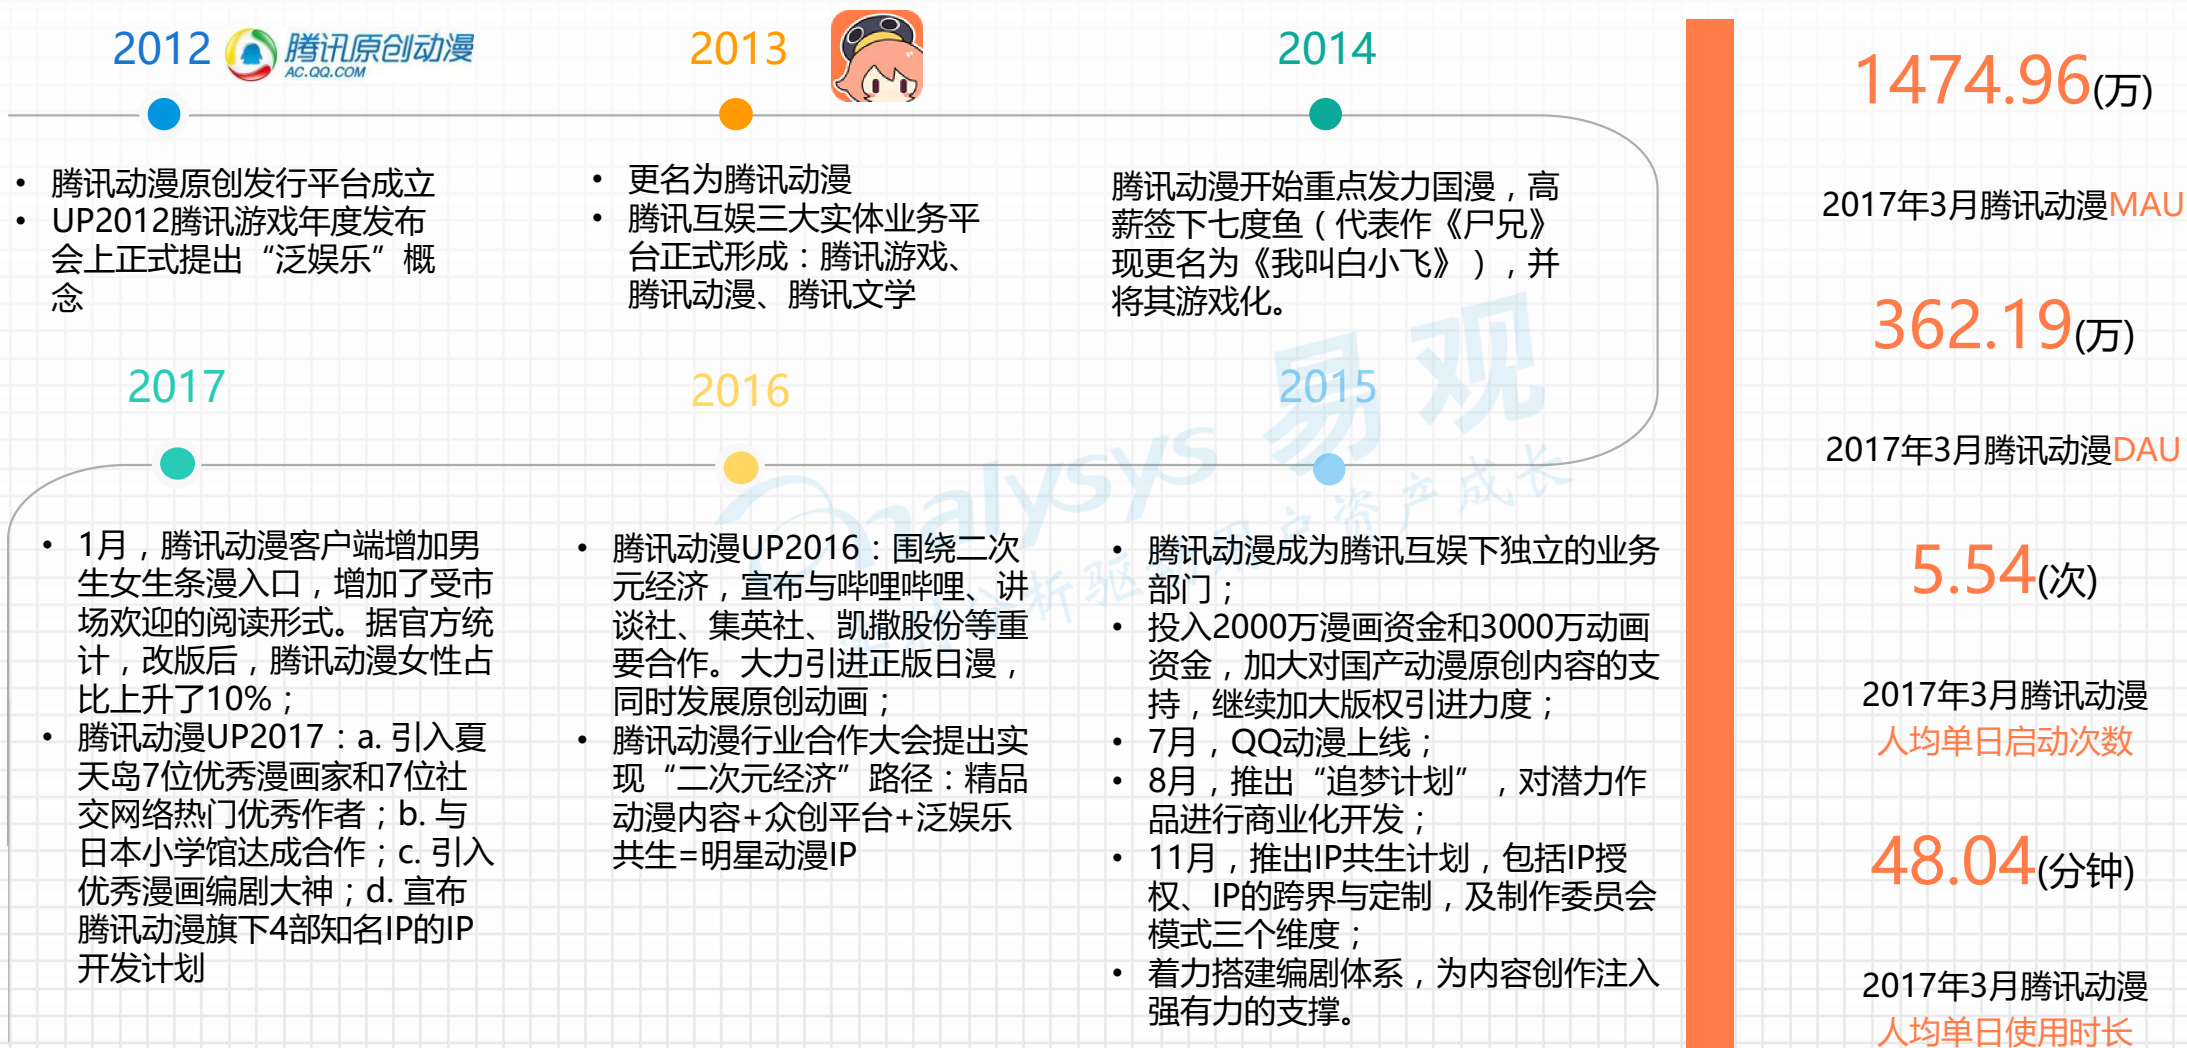 2012
腾讯原创动漫
AC.QQ.COM
• 腾讯动漫原创发行平台成立
• UP2012腾讯游戏年度发布
会上正式提出“泛娱乐”概
念
2013
• 更名为腾讯动漫
• 腾讯互娱三大实体业务平
台正式形成：腾讯游戏、
腾讯动漫、腾讯文学
2014
腾讯动漫开始重点发力国漫，高
薪签下七度鱼（代表作《尸兄》
现更名为《我叫白小飞》），并
将其游戏化。
2015
• 腾讯动漫成为腾讯互娱下独立的业务
部门；
• 投入2000万漫画资金和3000万动画
资金，加大对国产动漫原创内容的支
持，继续加大版权引进力度；
• 7月，QQ动漫上线；
• 8月，推出“追梦计划”，对潜力作
品进行商业化开发；
• 11月，推出IP共生计划，包括IP授
权、IP的跨界与定制，及制作委员会
模式三个维度；
• 着力搭建编剧体系，为内容创作注入
强有力的支撑。
2016
• 腾讯动漫UP2016：围绕二次
元经济，宣布与哔哩哔哩、讲
谈社、集英社、凯撒股份等重
要合作。大力引进正版日漫，
同时发展原创动画；
• 腾讯动漫行业合作大会提出实
现“二次元经济”路径：精品
动漫内容+众创平台+泛娱乐
共生=明星动漫IP
2017
• 1月，腾讯动漫客户端增加男
生女生条漫入口，增加了受市
场欢迎的阅读形式。据官方统
计，改版后，腾讯动漫女性占
比上升了10%；
• 腾讯动漫UP2017：a. 引入夏
天岛7位优秀漫画家和7位社
交网络热门优秀作者；b. 与
日本小学馆达成合作；c. 引入
优秀漫画编剧大神；d. 宣布
腾讯动漫旗下4部知名IP的IP
开发计划
1474.96(万)
2017年3月腾讯动漫MAU
362.19(万)
2017年3月腾讯动漫DAU
5.54(次)
2017年3月腾讯动漫
人均单日启动次数
48.04(分钟)
2017年3月腾讯动漫
人均单日使用时长
analysys 易观